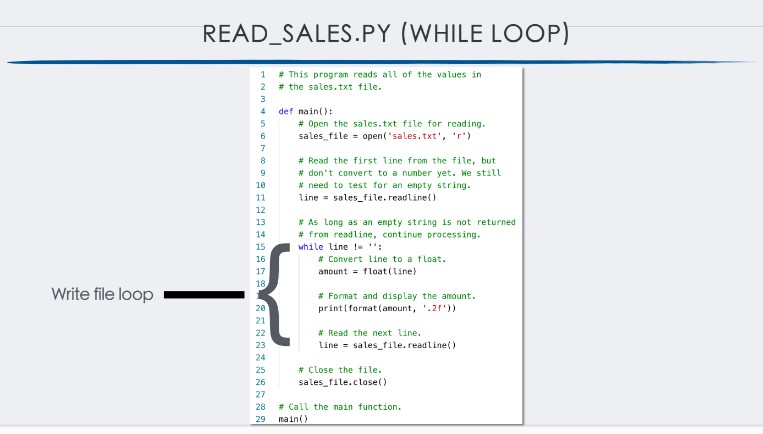 READ_SALES.PY (WHILE LOOP)
1 # This program reads all of the values in
2 # the sales.txt file.
3
4 def main():
5     # Open the sales.txt file for reading.
6     sales_file = open('sales.txt', 'r')
7
8     # Read the first line from the file, but
9     # don't convert to a number yet. We still
10     # need to test for an empty string.
11     line = sales_file.readline()
12
13     # As long as an empty string is not returned
14     # from readline, continue processing.
15     while line != '':
16         # Convert line to a float.
17         amount = float(line)
18
Write file loop
        # Format and display the amount.
20         print(format(amount, '.2f'))
21
22         # Read the next line.
23         line = sales_file.readline()
24
25     # Close the file.
26     sales_file.close()
27
28 # Call the main function.
29 main()